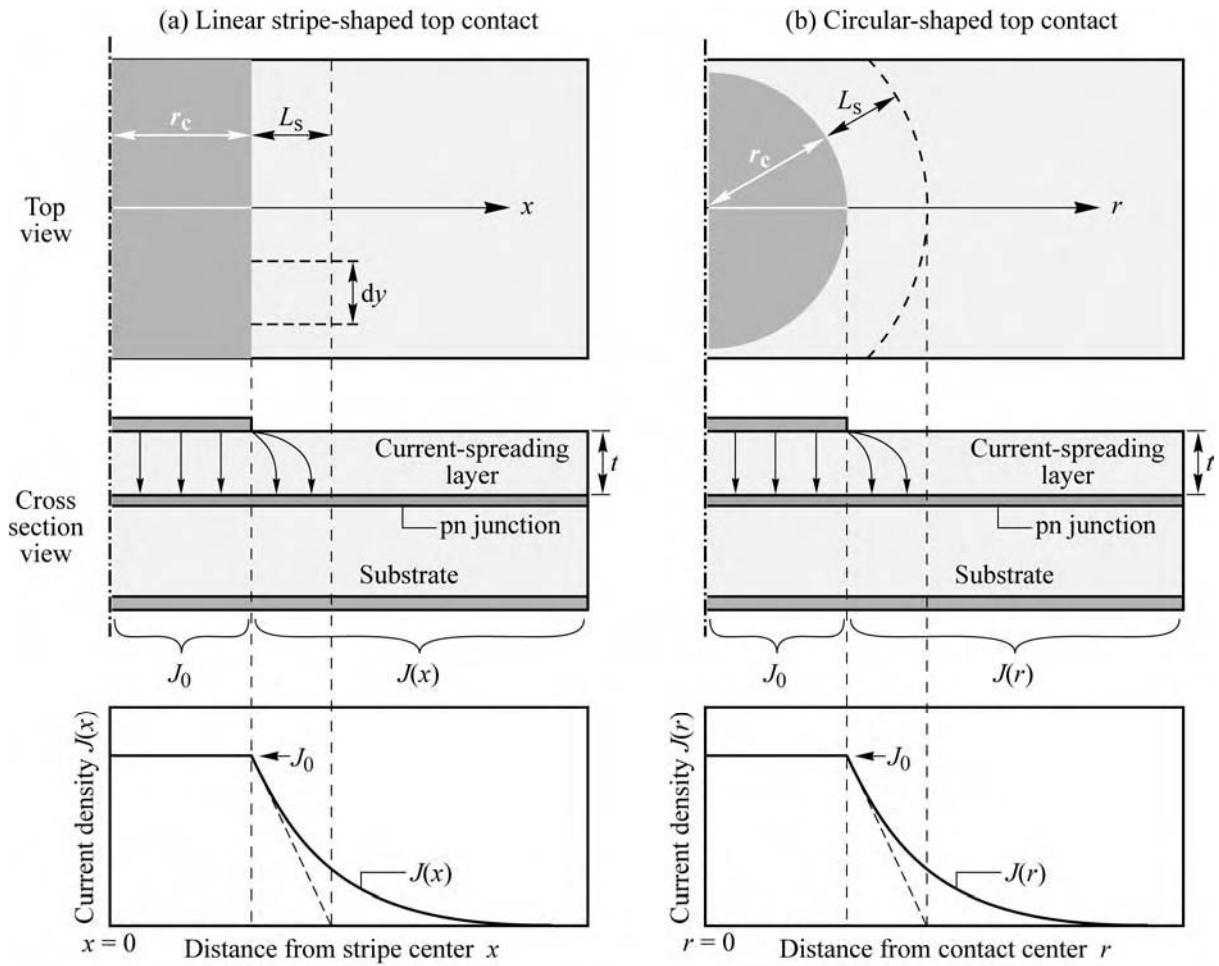 (a) Linear stripe-shaped top contact
(b) Circular-shaped top contact
Top
view
r_c
L_s
x
dy
r_c
L_s
r
Cross
section
view
Current-spreading
layer
t
pn junction
Substrate
J_0
J(x)
Current-spreading
layer
t
pn junction
Substrate
J_0
J(r)
Current density J(x)
J_0
J(x)
x = 0
Distance from stripe center x
Current density J(r)
J_0
J(r)
r = 0
Distance from contact center r